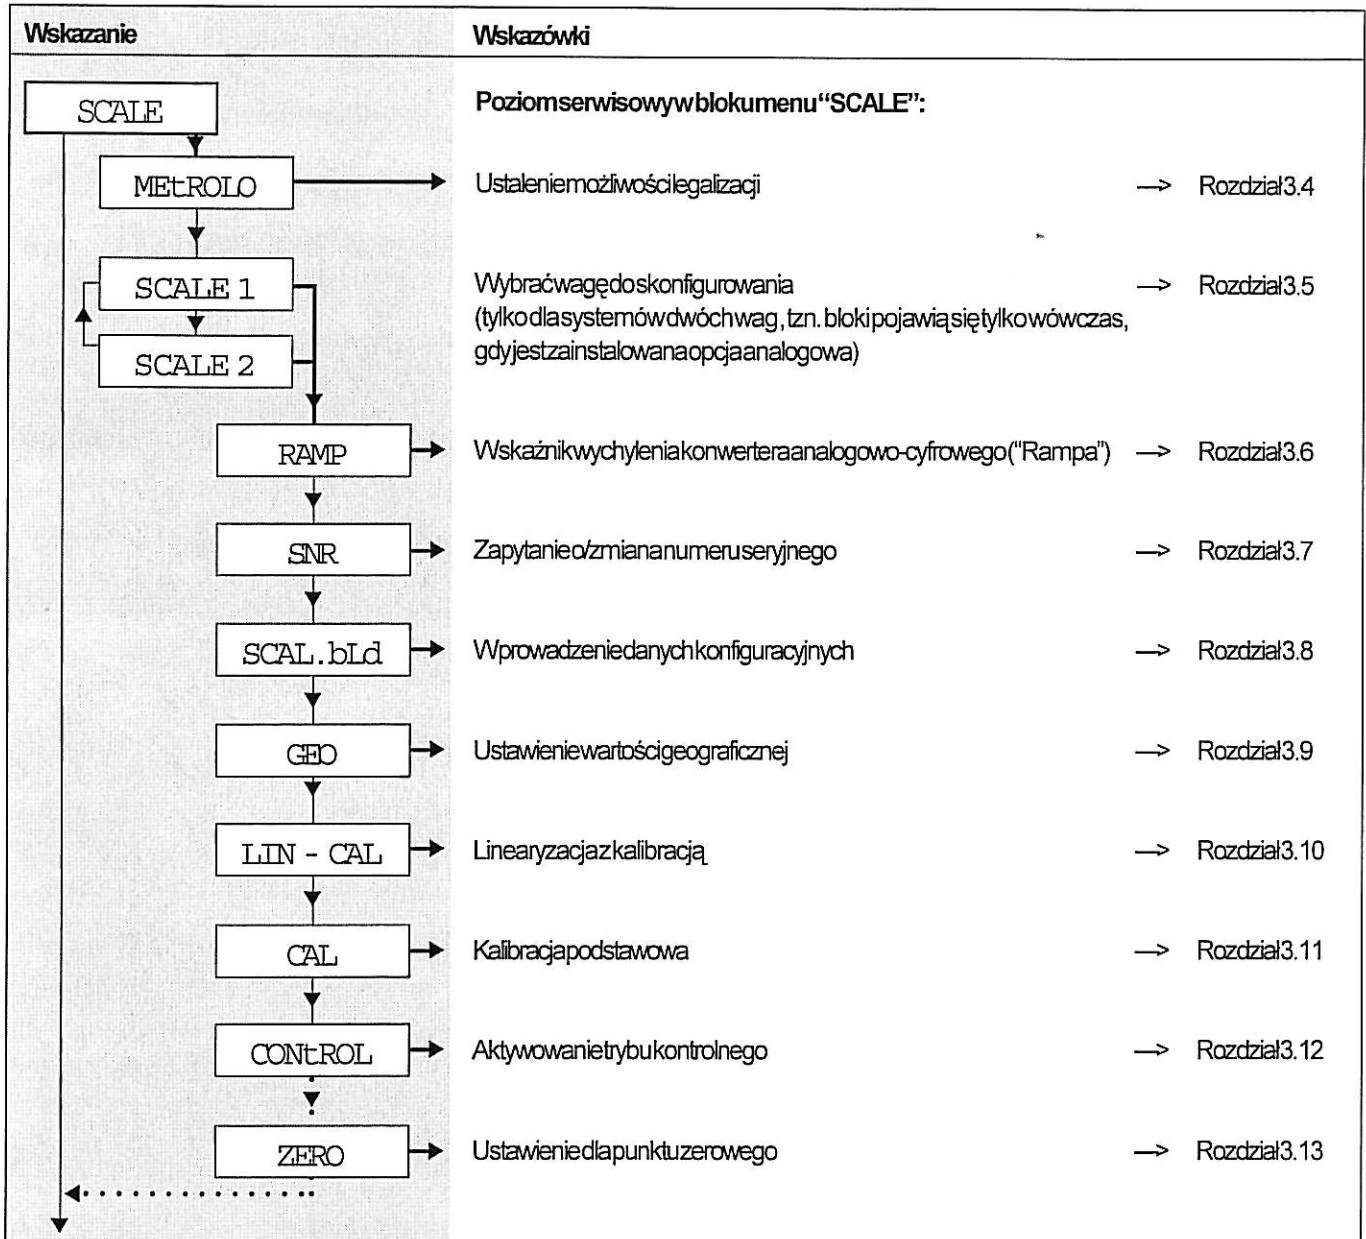 Wskazanie Wskazówki
SCALE Poziomserwisowywblokumenu“SCALE”:
MEtROLO Ustaleniemożliwościlegalizacji —> Rozdział3.4
SCALE 1 Wybraćwagędoskonfigurowania —> Rozdział3.5
(tylkodlasystemówdwóchwag,tzn.blokipojawiąsiętylkowówczas,
SCALE 2 gdyjestzainstalowanaopcjaanalogowa)
RAMP Wskaźnikwychyleniakonwerteraanalogowo-cyfrowego(“Rampa”) —> Rozdział3.6
SNR Zapytanieo/zmiananumeruseryjnego —> Rozdział3.7
SCAL.bLd Wprowadzeniedanychkonfiguracyjnych —> Rozdział3.8
GEO Ustawieniewartościgeograficznej —> Rozdział3.9
LIN - CAL Linearyzacjazkalibracją —> Rozdział3.10
CAL Kalibracjapodstawowa —> Rozdział3.11
CONtROL Aktywowanietrybukontrolnego —> Rozdział3.12
ZERO Ustawieniedlapunktuzerowego —> Rozdział3.13